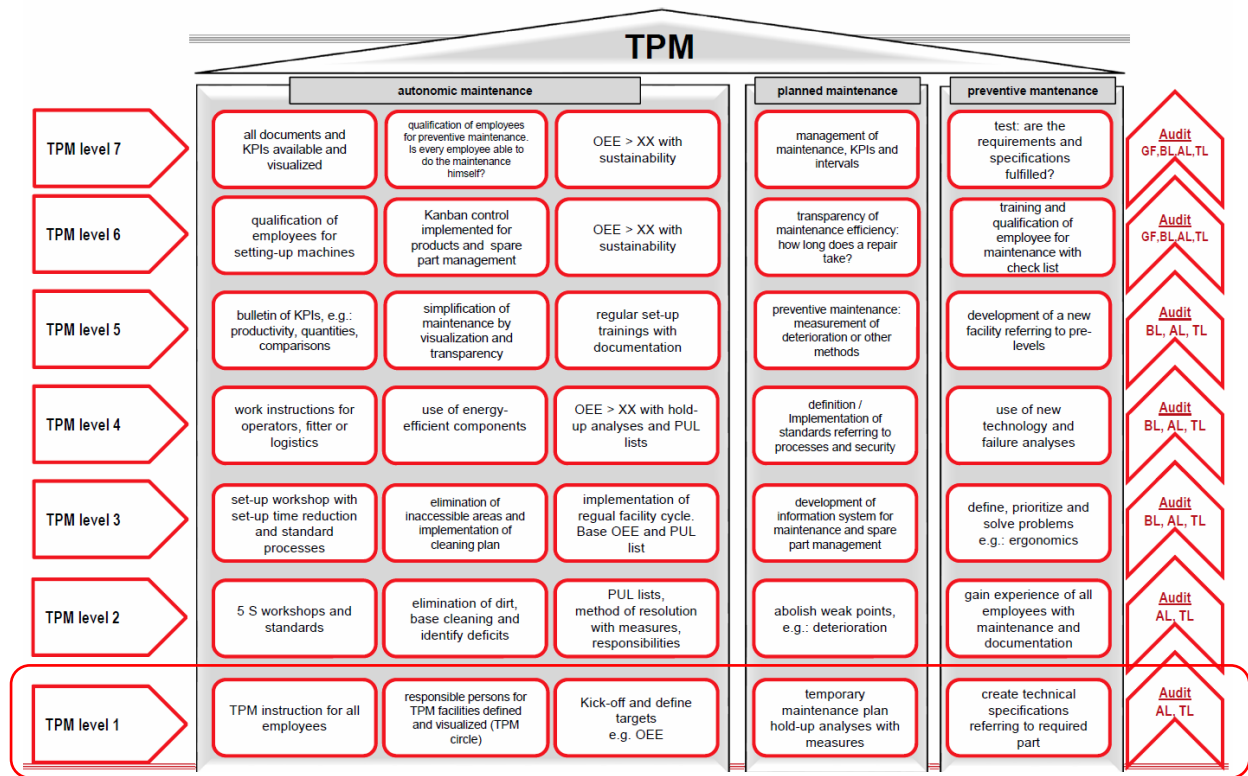 TPM
autonomic maintenance
planned maintenance
preventive mantenance
TPM level 7
all documents and
KPIs available and
visualized
qualification of employees
for preventive maintenance.
Is every employee able to
do the maintenance
himself?
OEE > XX with
sustainability
management of
maintenance, KPIs and
intervals
test: are the
requirements and
specifications
fulfilled?
Audit
GF,BL,AL,TL
TPM level 6
qualification of
employees for
setting-up machines
Kanban control
implemented for
products and spare
part management
OEE > XX with
sustainability
transparency of
maintenance efficiency:
how long does a repair
take?
training and
qualification of
employee for
maintenance with
check list
Audit
GF,BL,AL,TL
TPM level 5
bulletin of KPIs, e.g.:
productivity, quantities,
comparisons
simplification of
maintenance by
visualization and
transparency
regular set-up
trainings with
documentation
preventive maintenance:
measurement of
deterioration or other
methods
development of a new
facility referring to pre-
levels
Audit
BL, AL, TL
TPM level 4
work instructions for
operators, fitter or
logistics
use of energy-
efficient components
OEE > XX with hold-
up analyses and PUL
lists
definition /
Implementation of
standards referring to
processes and security
use of new
technology and
failure analyses
Audit
BL, AL, TL
TPM level 3
set-up workshop with
set-up time reduction
and standard
processes
elimination of
inaccessible areas and
implementation of
cleaning plan
implementation of
regual facility cycle.
Base OEE and PUL
list
development of
information system for
maintenance and spare
part management
define, prioritize and
solve problems
e.g.: ergonomics
Audit
BL, AL, TL
TPM level 2
5 S workshops and
standards
elimination of dirt,
base cleaning and
identify deficits
PUL lists,
method of resolution
with measures,
responsibilities
abolish weak points,
e.g.: deterioration
gain experience of all
employees with
maintenance and
documentation
Audit
AL, TL
TPM level 1
TPM instruction for all
employees
responsible persons for
TPM facilities defined
and visualized (TPM
circle)
Kick-off and define
targets
e.g. OEE
temporary
maintenance plan
hold-up analyses with
measures
create technical
specifications
referring to required
part
Audit
AL, TL